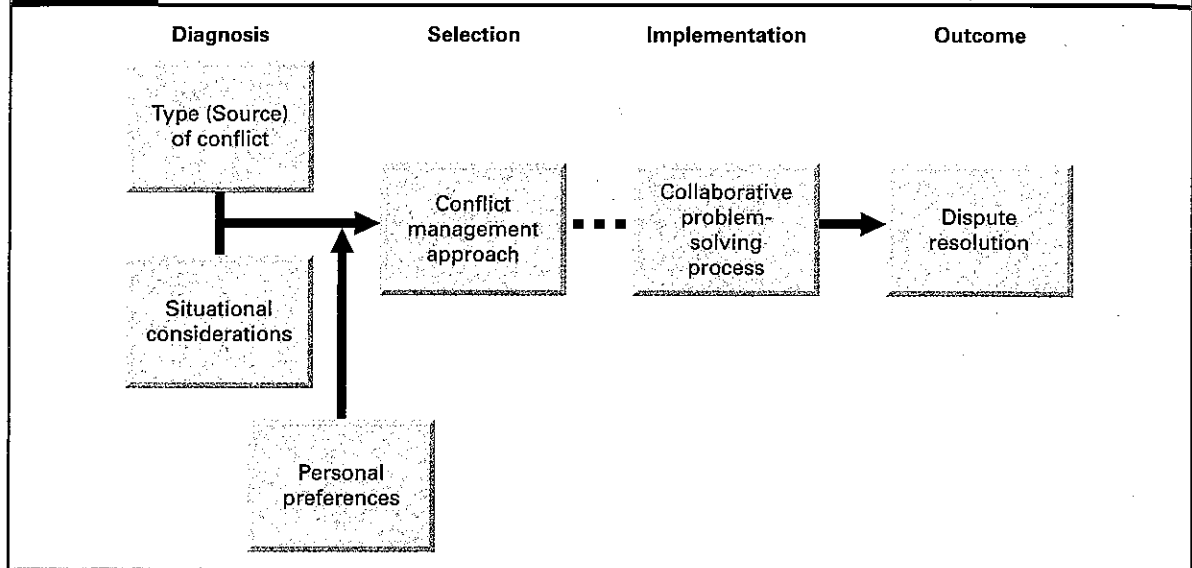 Diagnosis
Selection
Implementation
Outcome
Type (Source)
of conflict
Situational
considerations
Personal
preferences
Conflict
management
approach
Collaborative
problem-
solving
process
Dispute
resolution